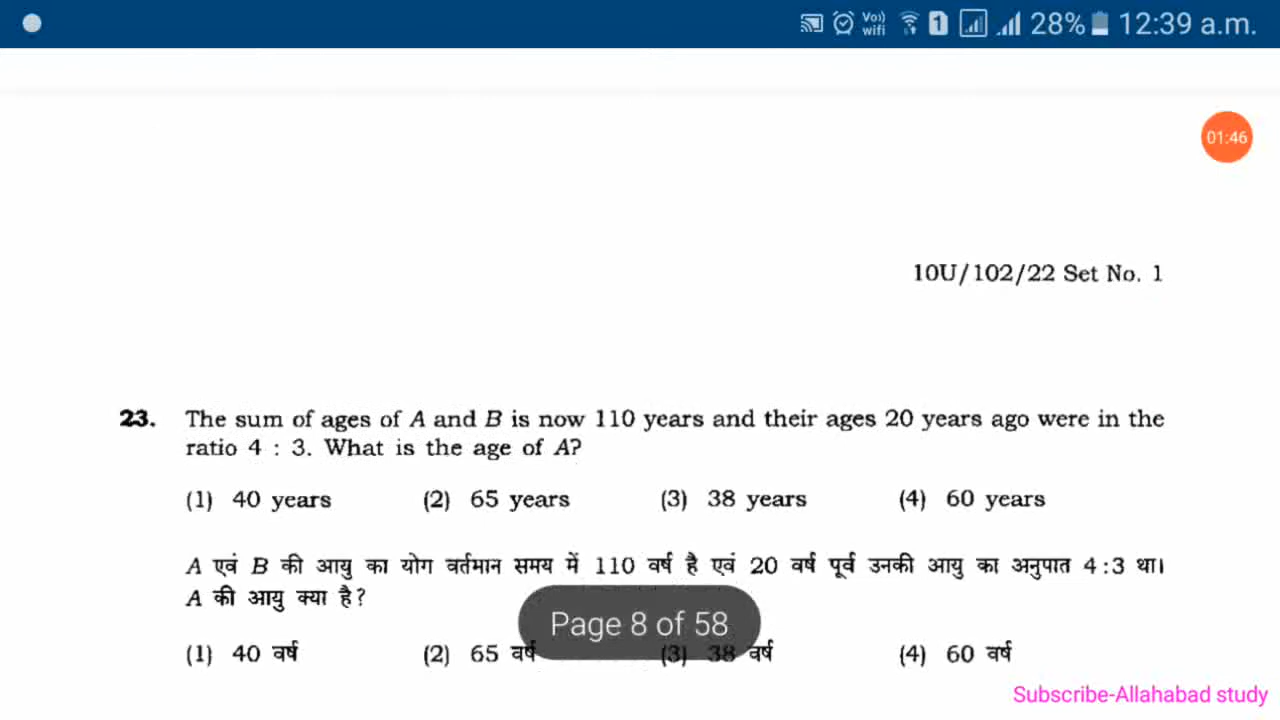 Vo) wifi 1 28% 12:39 a.m.
01:46
10U/102/22 Set No. 1
23. The sum of ages of A and B is now 110 years and their ages 20 years ago were in the
ratio 4 : 3. What is the age of A?
(1) 40 years (2) 65 years (3) 38 years (4) 60 years
A एवं B की आयु का योग वर्तमान समय में 110 वर्ष है एवं 20 वर्ष पूर्व उनकी आयु का अनुपात 4:3 था।
A की आयु क्या है?
Page 8 of 58
(1) 40 वर्ष (2) 65 वर्ष (3) 38 वर्ष (4) 60 वर्ष
Subscribe-Allahabad study